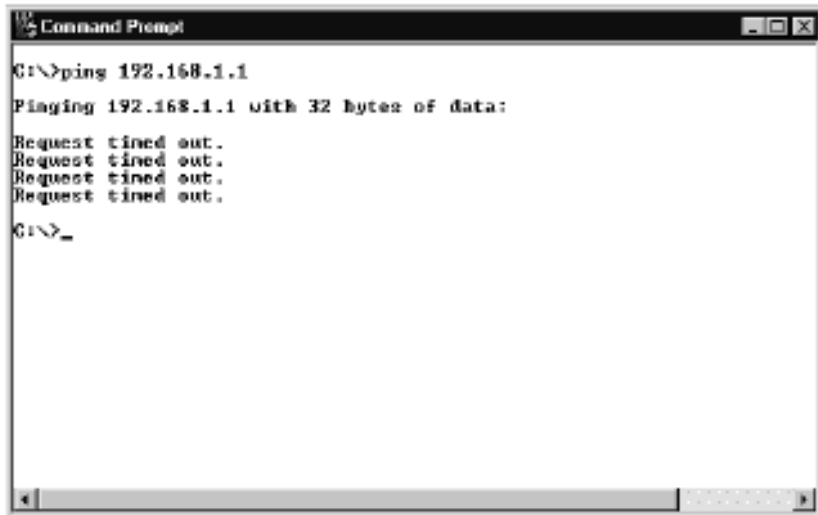 Command Prompt
C:\>ping 192.168.1.1
Pinging 192.168.1.1 with 32 bytes of data:
Request timed out.
Request timed out.
Request timed out.
Request timed out.
C:\>_